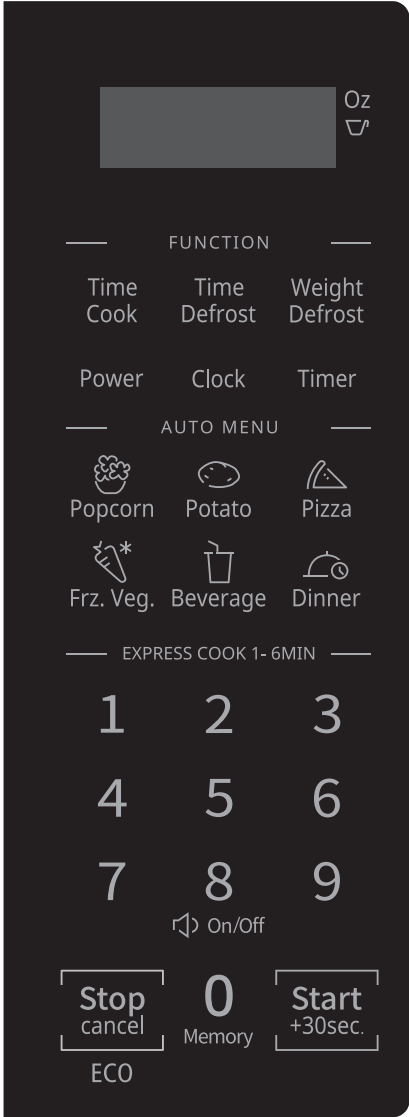 Oz
FUNCTION
Time Time Weight
Cook Defrost Defrost
Power Clock Timer
AUTO MENU
Popcorn Potato Pizza
Frz. Veg. Beverage Dinner
EXPRESS COOK 1- 6MIN
1 2 3
4 5 6
7 8 9
On/Off
Stop 0 Start
cancel Memory +30sec.
ECO